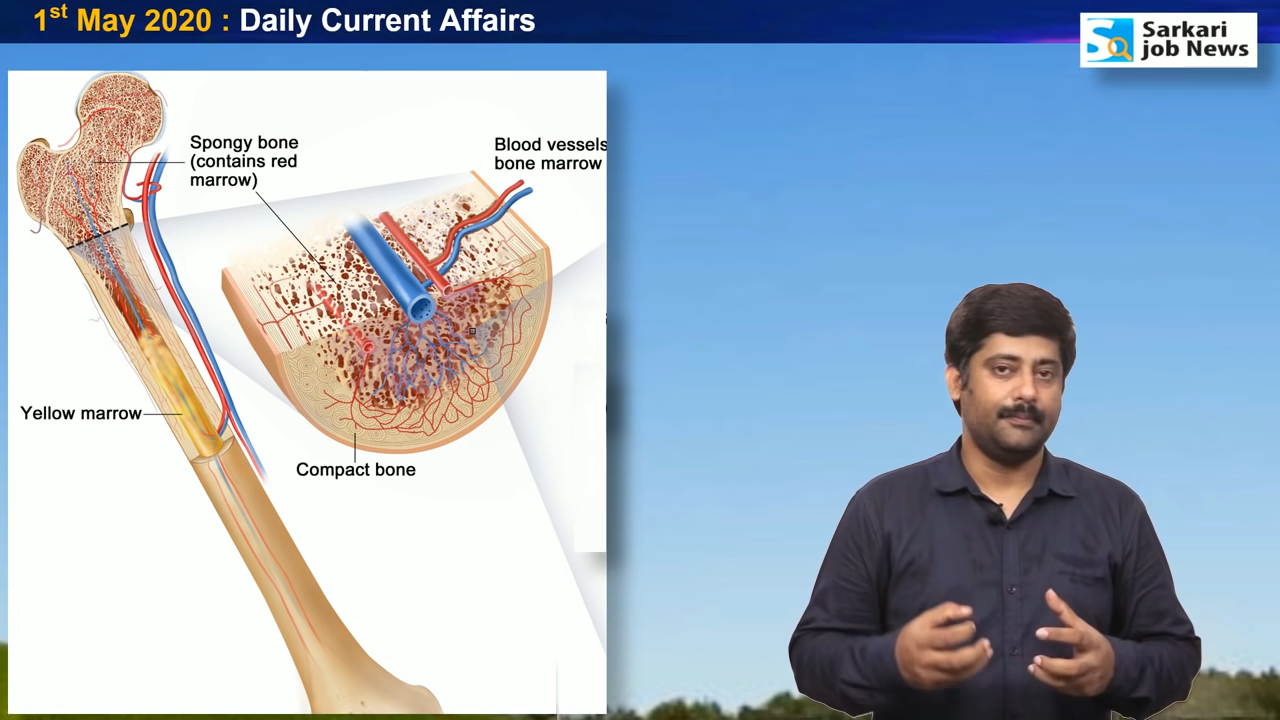 1st May 2020 : Daily Current Affairs
Sarkari
job News
Spongy bone
(contains red
marrow)
Blood vessels
bone marrow
Yellow marrow
Compact bone